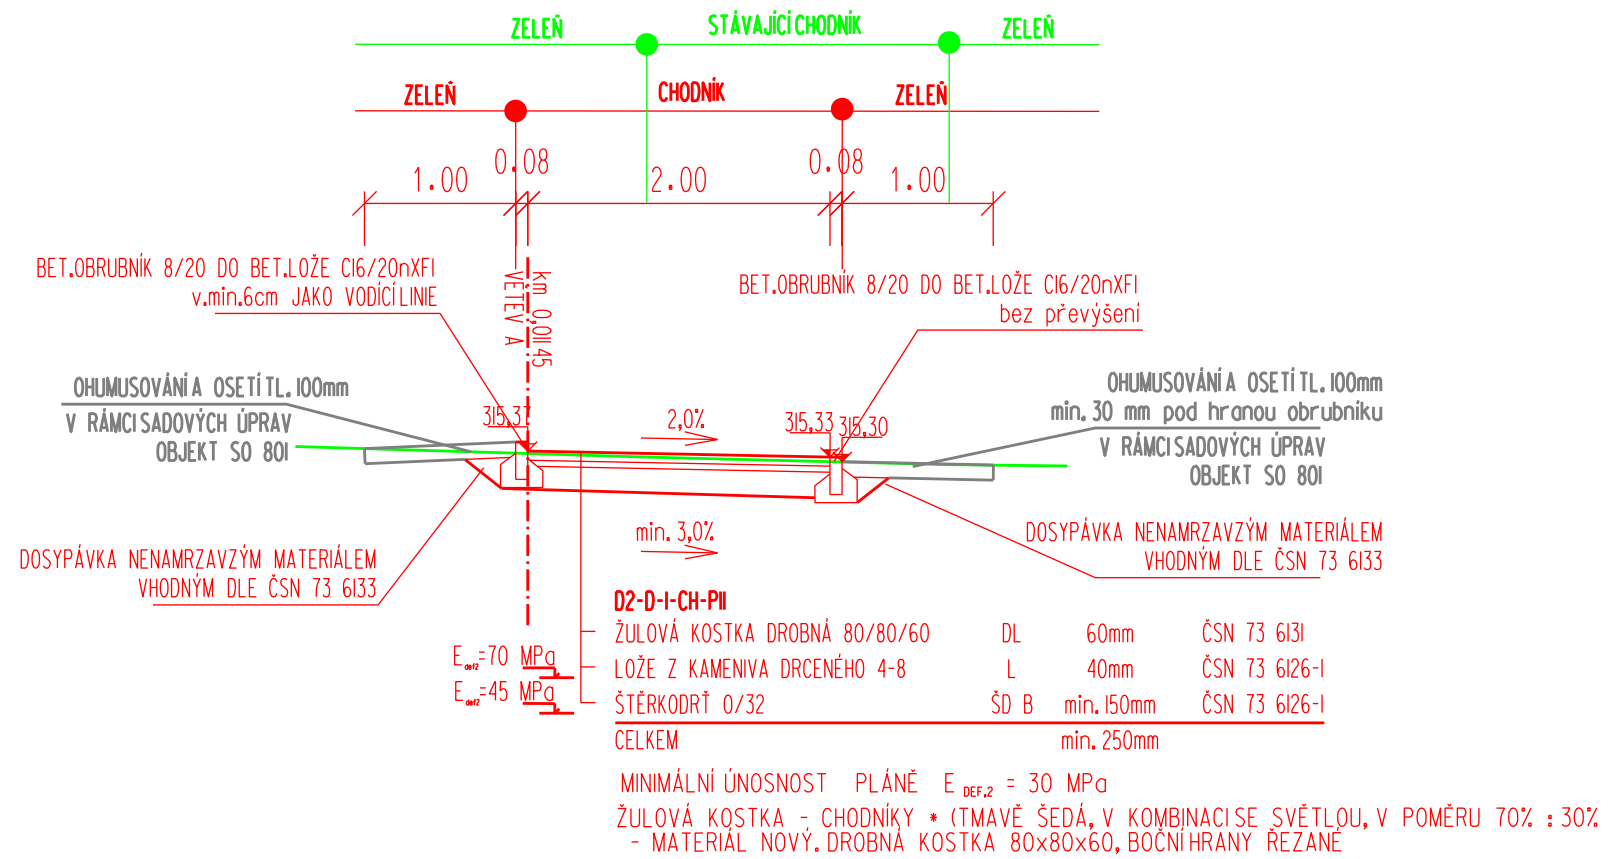 ZELEŇ STÁVAJÍCÍ CHODNÍK ZELEŇ
ZELEŇ CHODNÍK ZELEŇ
1.00 0.08 2.00 0.08 1.00
BET.OBRUBNÍK 8/20 DO BET.LOŽE C16/20nXF1
v.min.6cm JAKO VODÍCÍ LINIE
km 0,011 45
VĚTEV A
BET.OBRUBNÍK 8/20 DO BET.LOŽE C16/20nXF1
bez převýšení
OHUMUSOVÁNÍ A OSETÍ TL. 100mm
V RÁMCI SADOVÝCH ÚPRAV
OBJEKT SO 801
315,37
2,0%
315,33
315,30
OHUMUSOVÁNÍ A OSETÍ TL. 100mm
min. 30 mm pod hranou obrubníku
V RÁMCI SADOVÝCH ÚPRAV
OBJEKT SO 801
min. 3,0%
DOSYPÁVKA NENAMRZAVZÝM MATERIÁLEM
VHODNÝM DLE ČSN 73 6133
DOSYPÁVKA NENAMRZAVZÝM MATERIÁLEM
VHODNÝM DLE ČSN 73 6133
D2-D-1-CH-PIII
ŽULOVÁ KOSTKA DROBNÁ 80/80/60 DL 60mm ČSN 73 6131
Edef2=70 MPa
LOŽE Z KAMENIVA DRCENÉHO 4-8 L 40mm ČSN 73 6126-1
Edef2=45 MPa
ŠTĚRKODRŤ 0/32 ŠD B min. 150mm ČSN 73 6126-1
CELKEM min. 250mm
MINIMÁLNÍ ÚNOSNOST PLÁNĚ E DEF,2 = 30 MPa
ŽULOVÁ KOSTKA - CHODNÍKY * (TMAVĚ ŠEDÁ, V KOMBINACI SE SVĚTLOU, V POMĚRU 70% : 30%
- MATERIÁL NOVÝ. DROBNÁ KOSTKA 80x80x60, BOČNÍ HRANY ŘEZANÉ